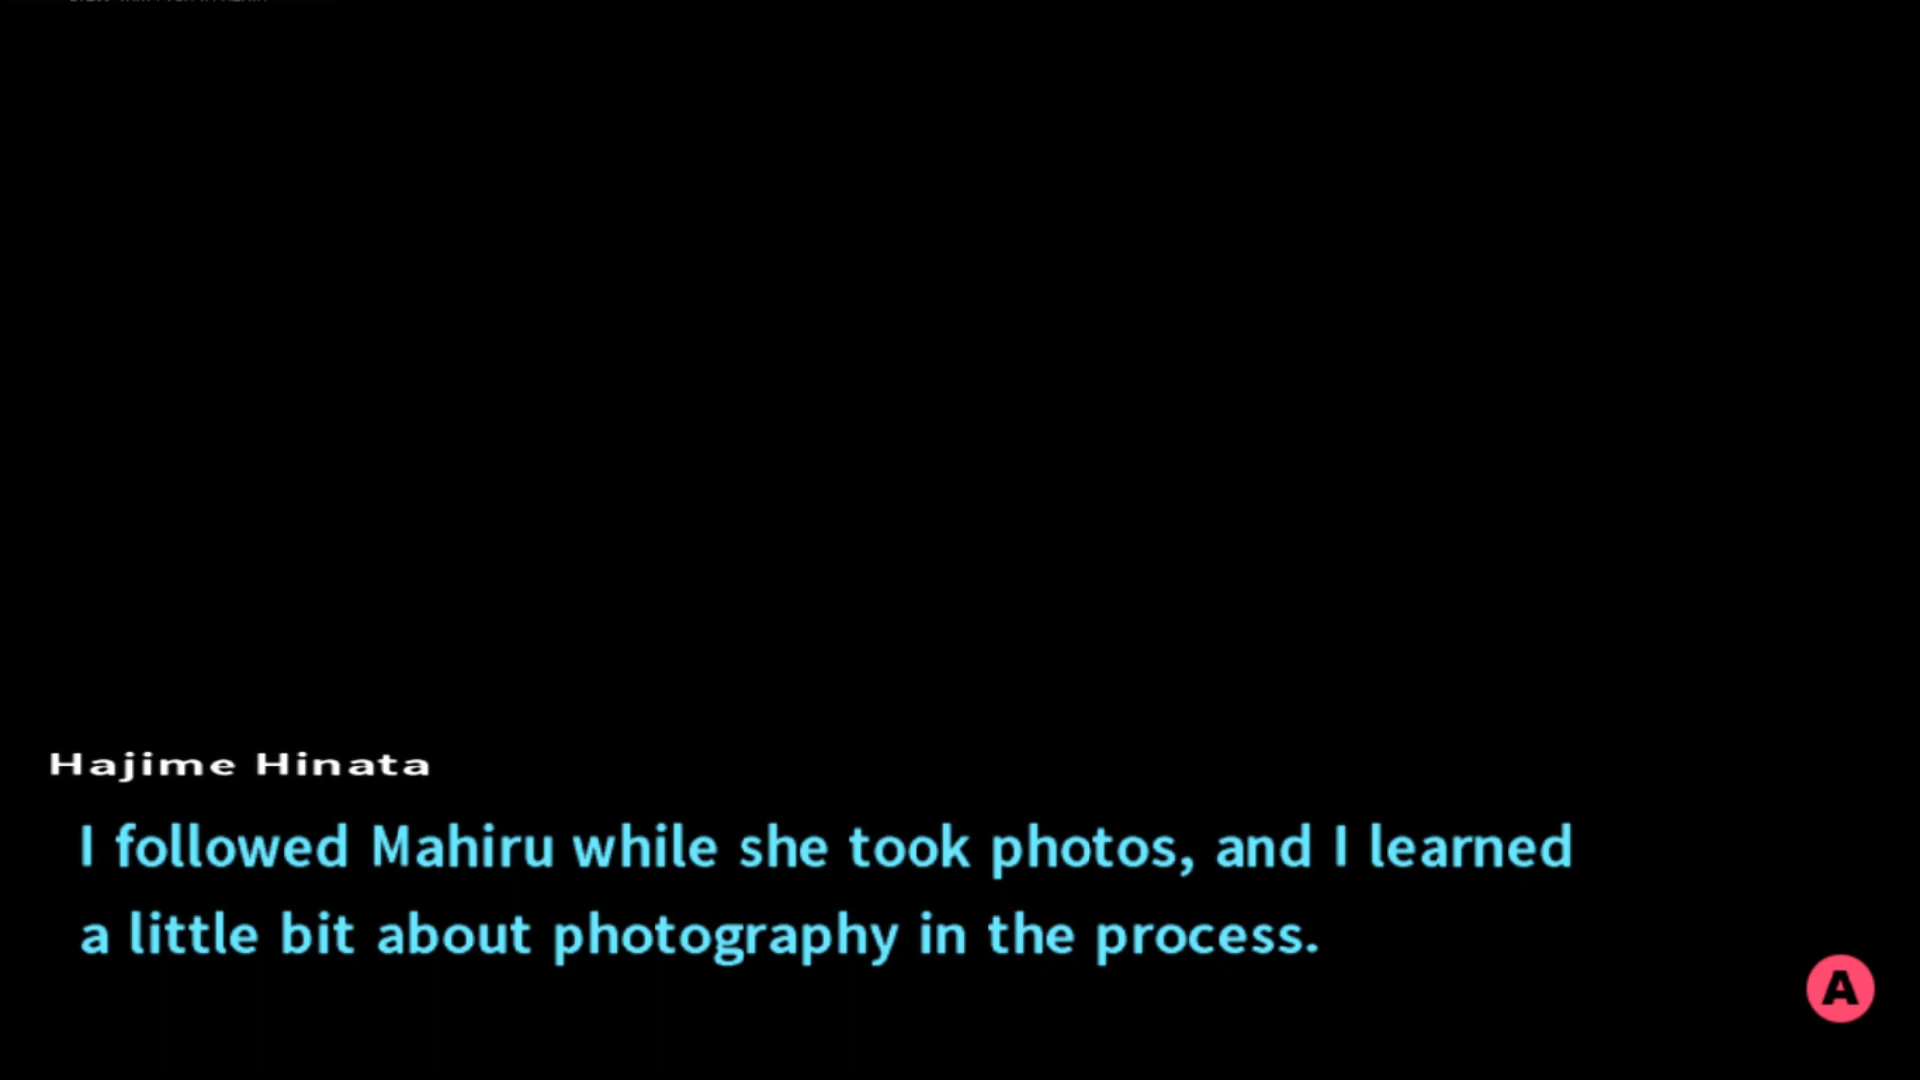 Hajime Hinata
I followed Mahiru while she took photos, and I learned
a little bit about photography in the process.
A